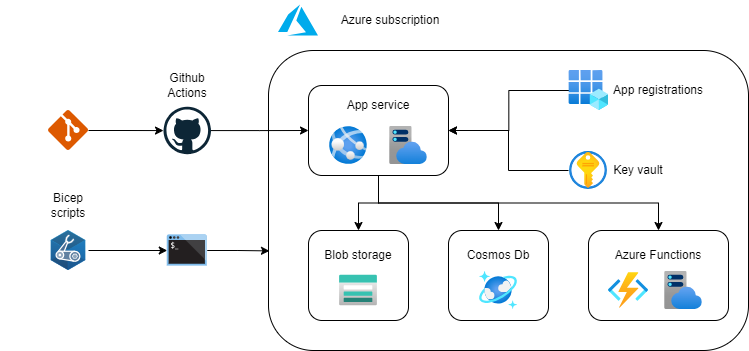 Azure subscription
Github
Actions
App service
App registrations
Key vault
Bicep
scripts
$_
Blob storage
Cosmos Db
Azure Functions